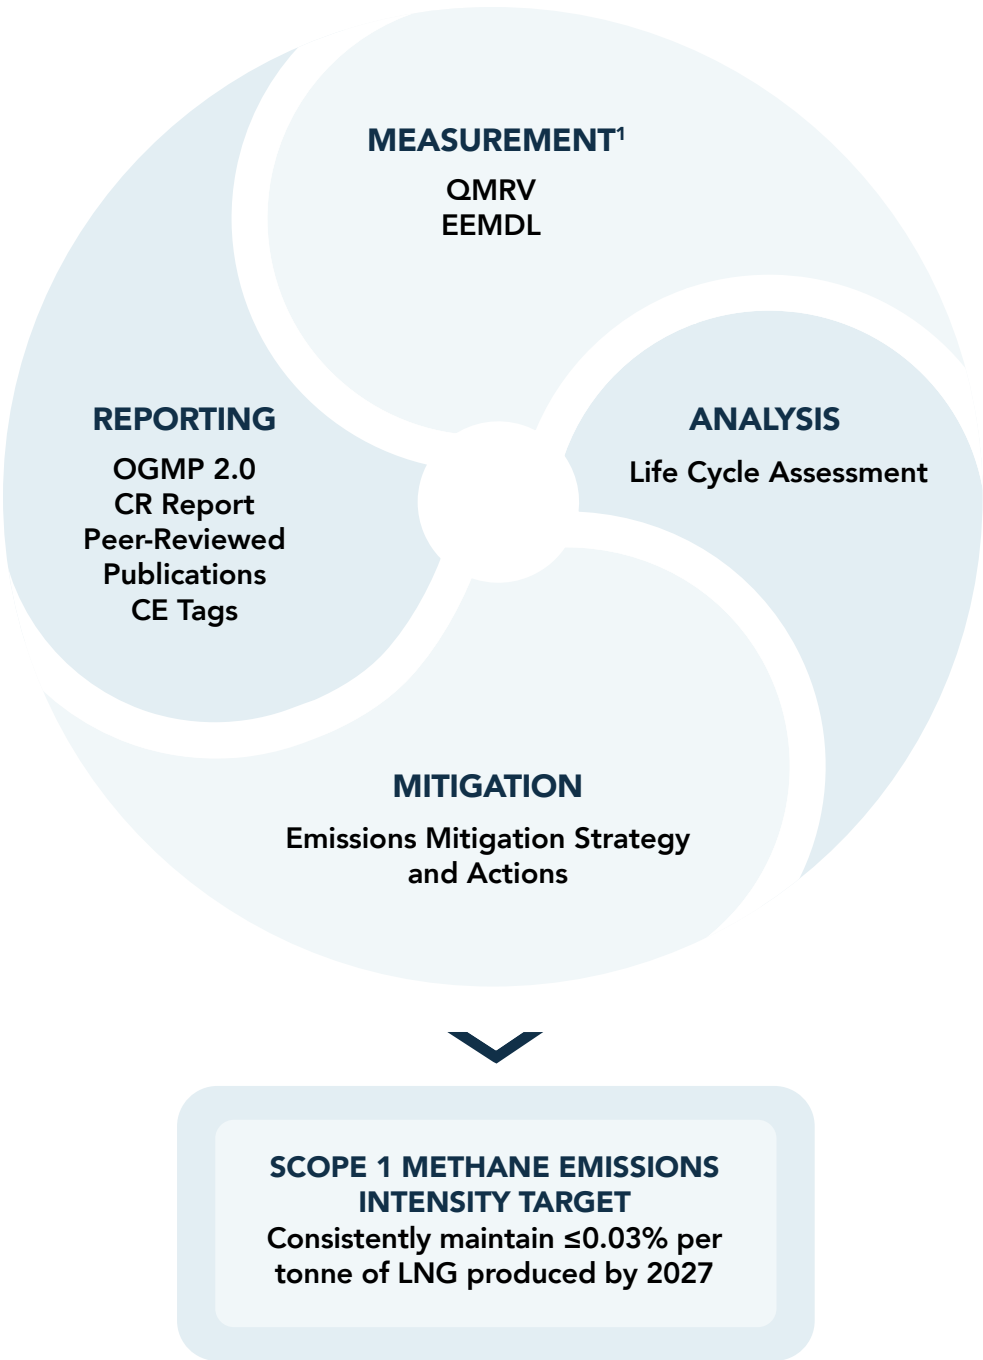 MEASUREMENT¹
QMRV
EEMDL
ANALYSIS
Life Cycle Assessment
REPORTING
OGMP 2.0
CR Report
Peer-Reviewed
Publications
CE Tags
MITIGATION
Emissions Mitigation Strategy
and Actions
SCOPE 1 METHANE EMISSIONS
INTENSITY TARGET
Consistently maintain ≤0.03% per
tonne of LNG produced by 2027